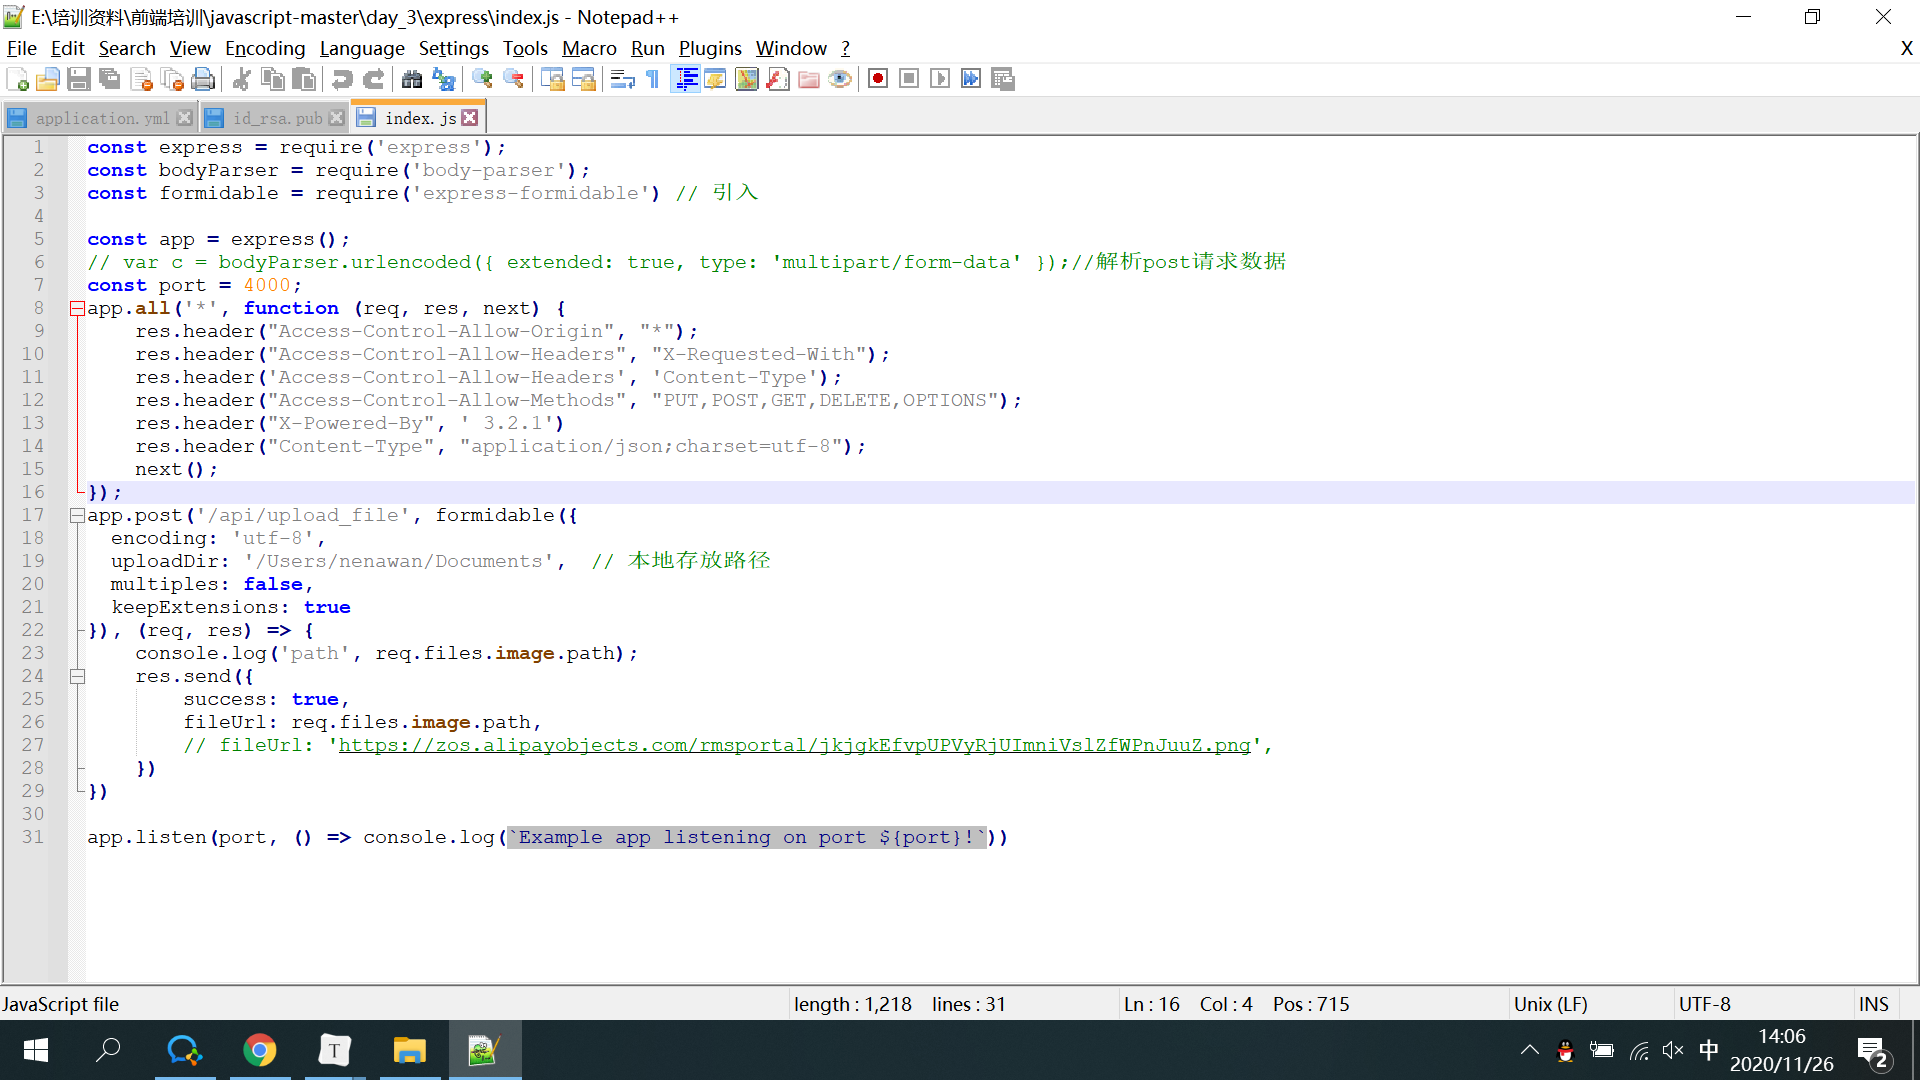 E:\培训资料\前端培训\javascript-master\day_3\express\index.js - Notepad++
File Edit Search View Encoding Language Settings Tools Macro Run Plugins Window ? X
application.yml id_rsa.pub index.js
1 const express = require('express');
2 const bodyParser = require('body-parser');
3 const formidable = require('express-formidable') // 引入
4
5 const app = express();
6 // var c = bodyParser.urlencoded({ extended: true, type: 'multipart/form-data' });//解析post请求数据
7 const port = 4000;
8 app.all('*', function (req, res, next) {
9     res.header("Access-Control-Allow-Origin", "*");
10     res.header("Access-Control-Allow-Headers", "X-Requested-With");
11     res.header('Access-Control-Allow-Headers', 'Content-Type');
12     res.header("Access-Control-Allow-Methods", "PUT,POST,GET,DELETE,OPTIONS");
13     res.header("X-Powered-By", ' 3.2.1')
14     res.header("Content-Type", "application/json;charset=utf-8");
15     next();
16 });
17 app.post('/api/upload_file', formidable({
18   encoding: 'utf-8',
19   uploadDir: '/Users/nenawan/Documents',  // 本地存放路径
20   multiples: false,
21   keepExtensions: true
22 }), (req, res) => {
23     console.log('path', req.files.image.path);
24     res.send({
25         success: true,
26         fileUrl: req.files.image.path,
27         // fileUrl: 'https://zos.alipayobjects.com/rmsportal/jkjgkEfvpUPVyRjUImniVslZfWPnJuuZ.png',
28     })
29 })
30
31 app.listen(port, () => console.log(`Example app listening on port ${port}!`))
JavaScript file length : 1,218 lines : 31 Ln : 16 Col : 4 Pos : 715 Unix (LF) UTF-8 INS
T 中 14:06 2
2020/11/26